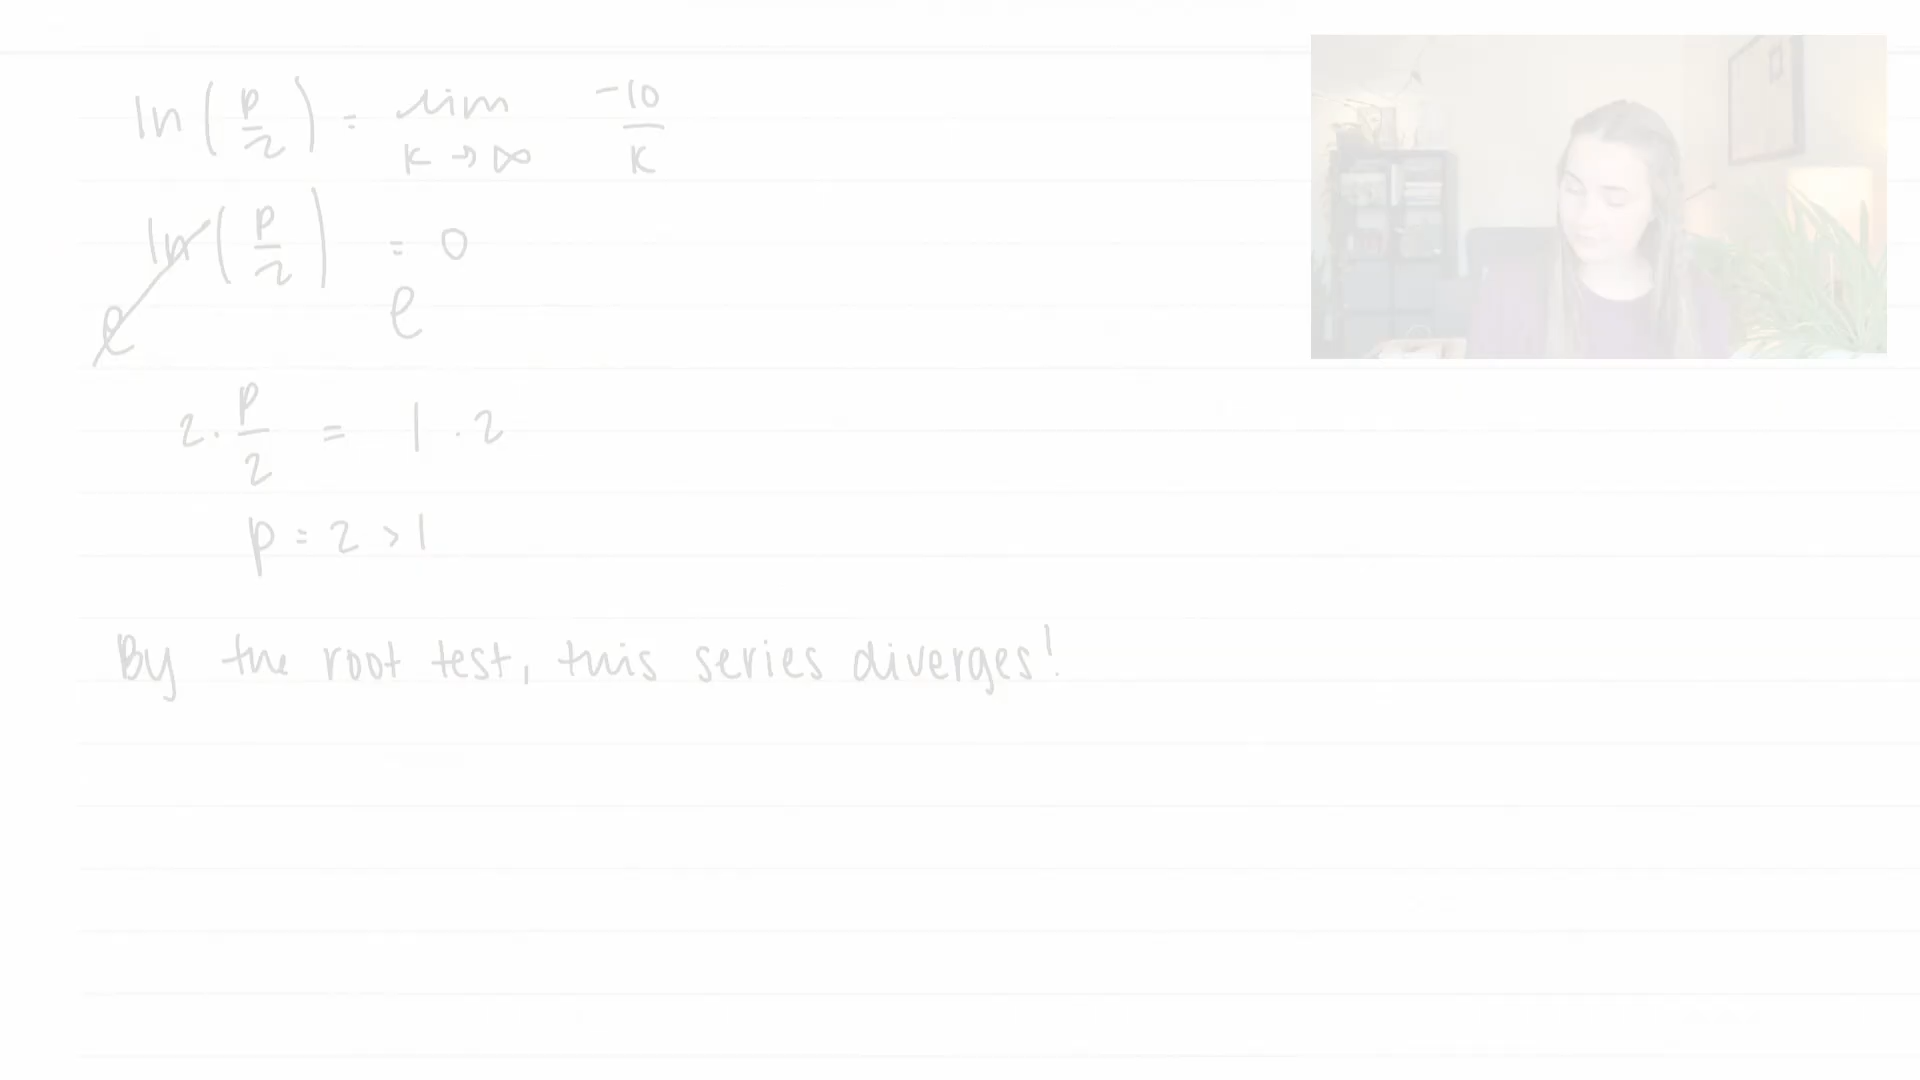 ln(p/2) = lim k→∞ -10/k
e^ln(p/2) = e^0
2 · p/2 = 1 · 2
p = 2 > 1
By the root test, this series diverges!